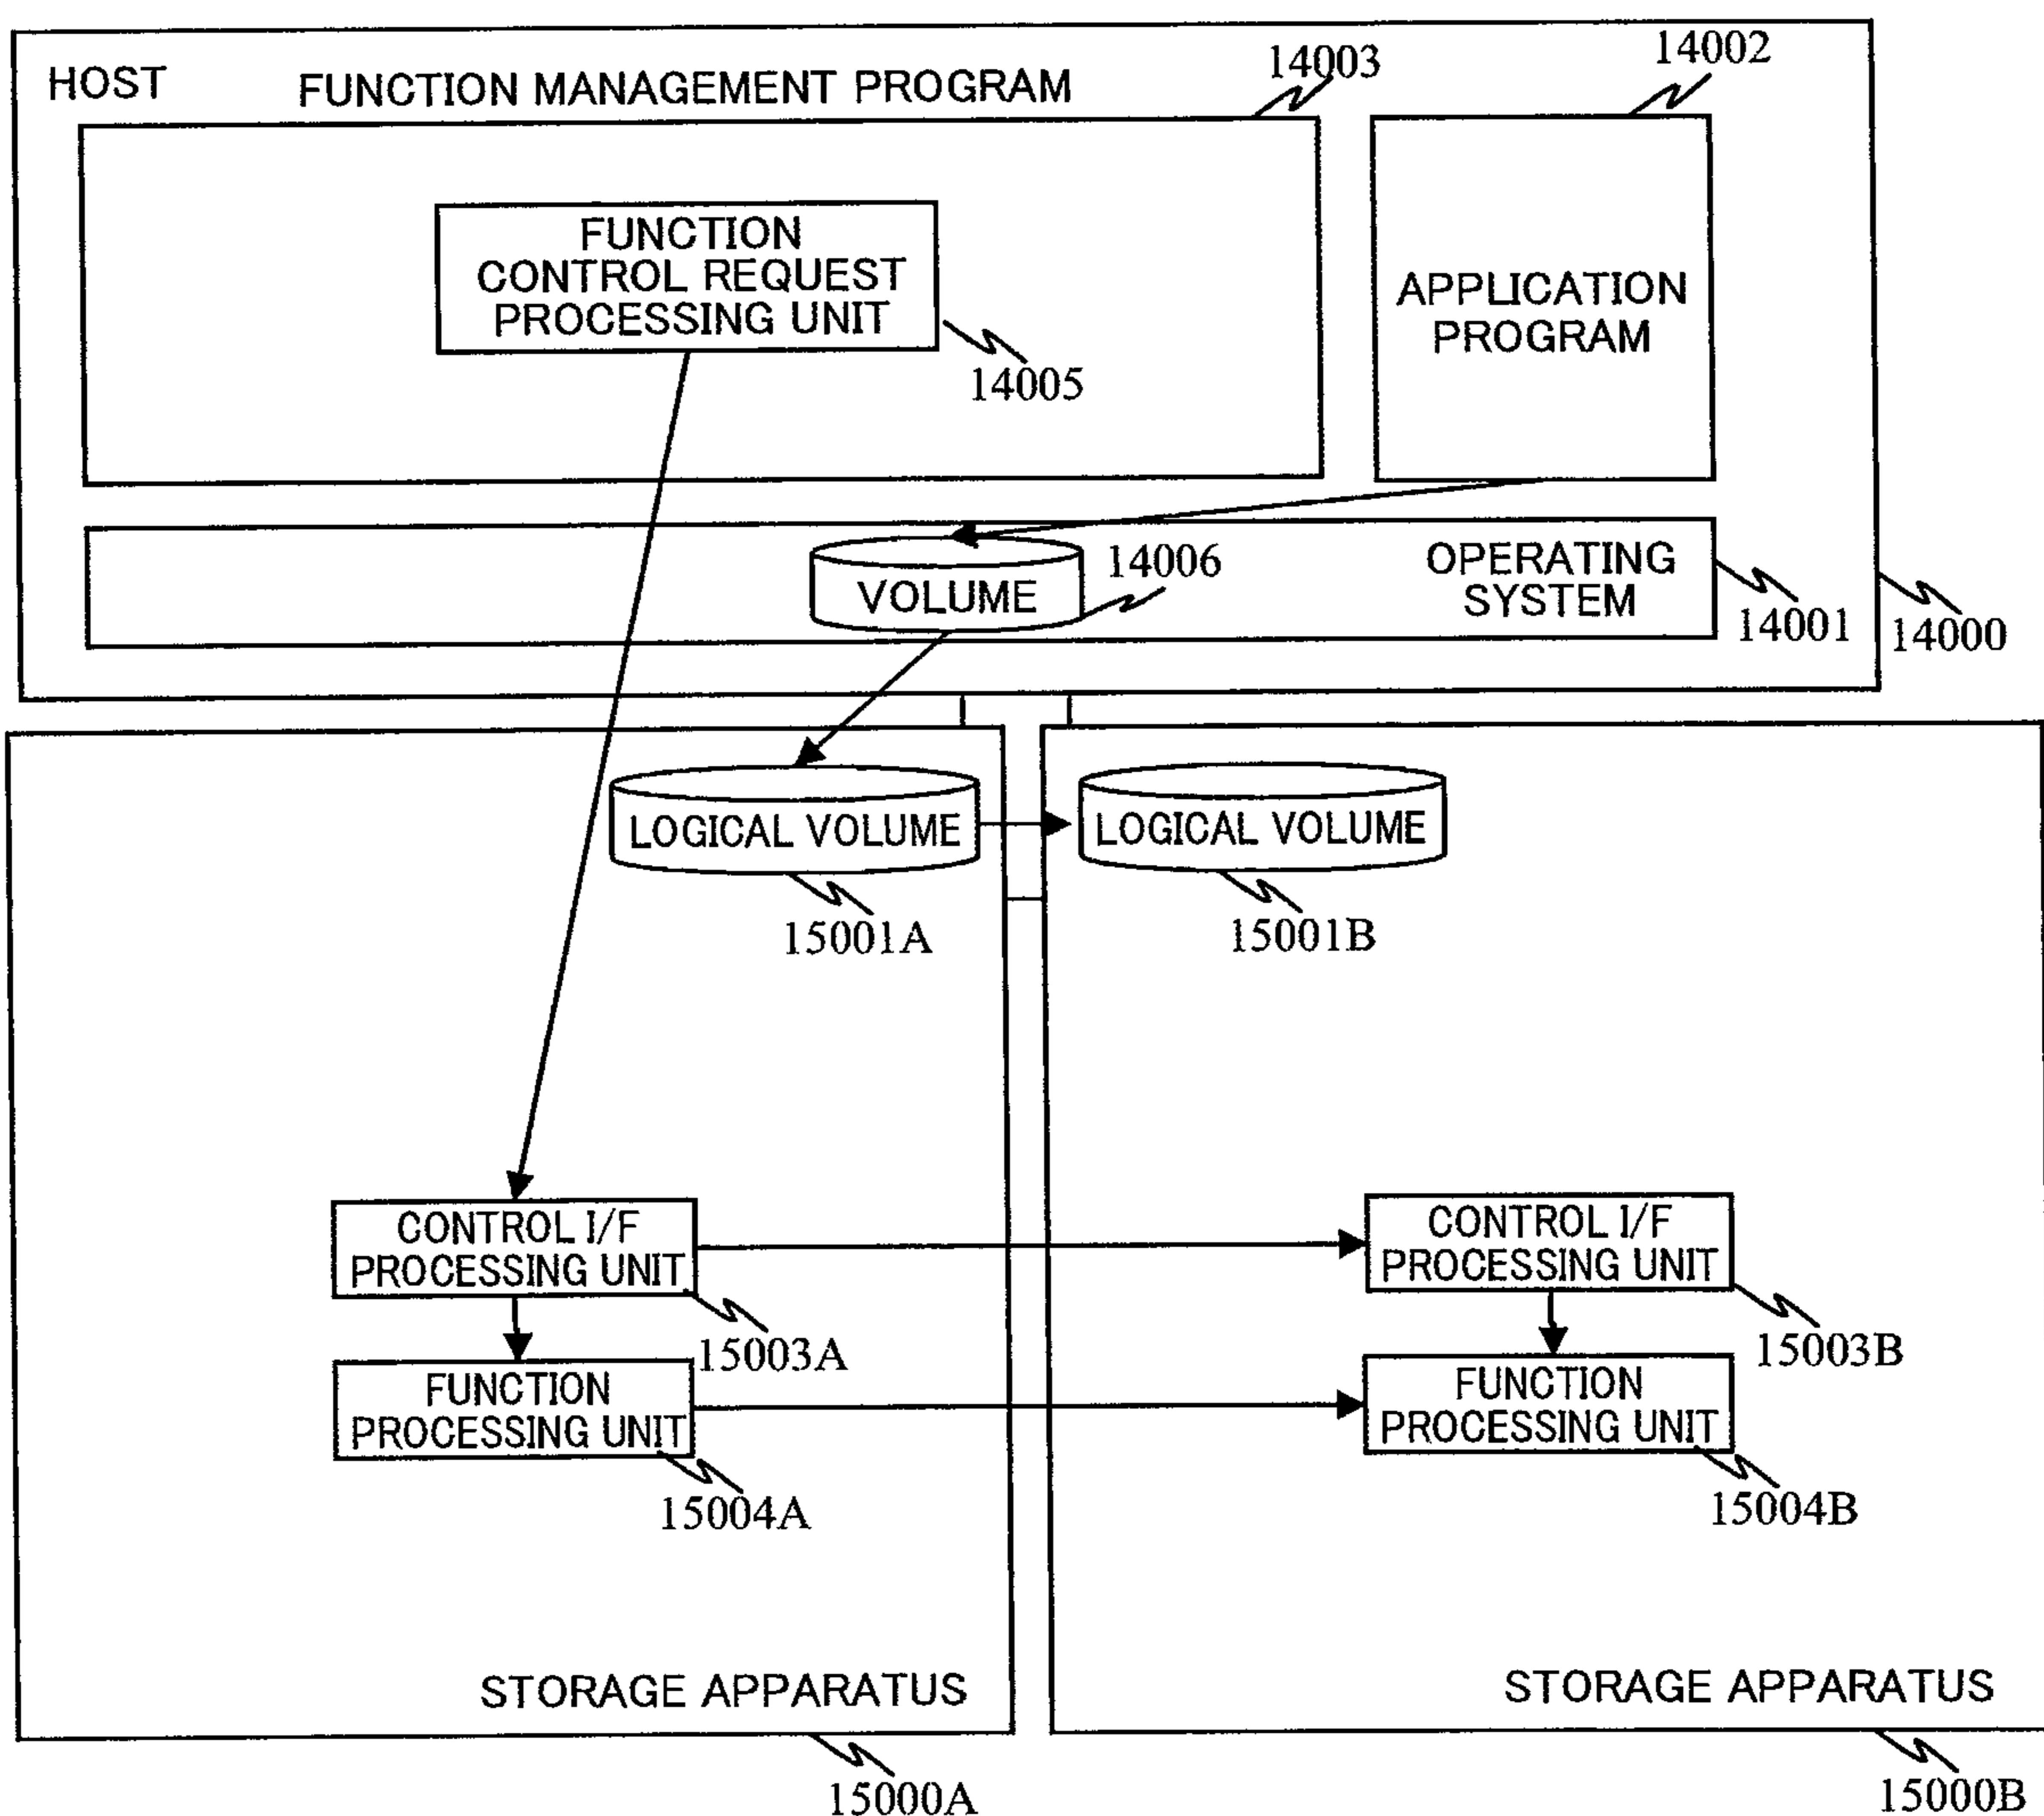 HOST
FUNCTION MANAGEMENT PROGRAM
14003
14002
FUNCTION
CONTROL REQUEST
PROCESSING UNIT
14005
APPLICATION
PROGRAM
VOLUME
14006
OPERATING
SYSTEM
14001
14000
LOGICAL VOLUME
15001A
LOGICAL VOLUME
15001B
CONTROL I/F
PROCESSING UNIT
15003A
CONTROL I/F
PROCESSING UNIT
15003B
FUNCTION
PROCESSING UNIT
15004A
FUNCTION
PROCESSING UNIT
15004B
STORAGE APPARATUS
15000A
STORAGE APPARATUS
15000B